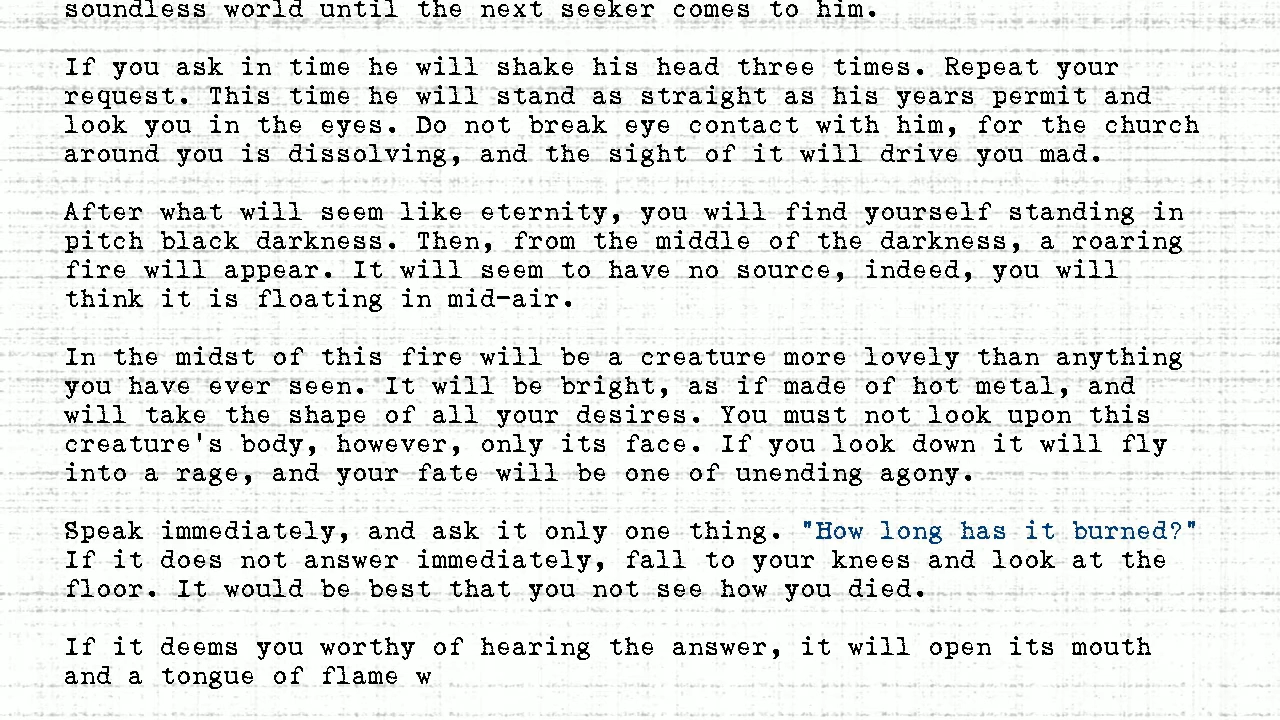 soundless world until the next seeker comes to him.
If you ask in time he will shake his head three times. Repeat your
request. This time he will stand as straight as his years permit and
look you in the eyes. Do not break eye contact with him, for the church
around you is dissolving, and the sight of it will drive you mad.
After what will seem like eternity, you will find yourself standing in
pitch black darkness. Then, from the middle of the darkness, a roaring
fire will appear. It will seem to have no source, indeed, you will
think it is floating in mid-air.
In the midst of this fire will be a creature more lovely than anything
you have ever seen. It will be bright, as if made of hot metal, and
will take the shape of all your desires. You must not look upon this
creature's body, however, only its face. If you look down it will fly
into a rage, and your fate will be one of unending agony.
Speak immediately, and ask it only one thing. "How long has it burned?"
If it does not answer immediately, fall to your knees and look at the
floor. It would be best that you not see how you died.
If it deems you worthy of hearing the answer, it will open its mouth
and a tongue of flame w